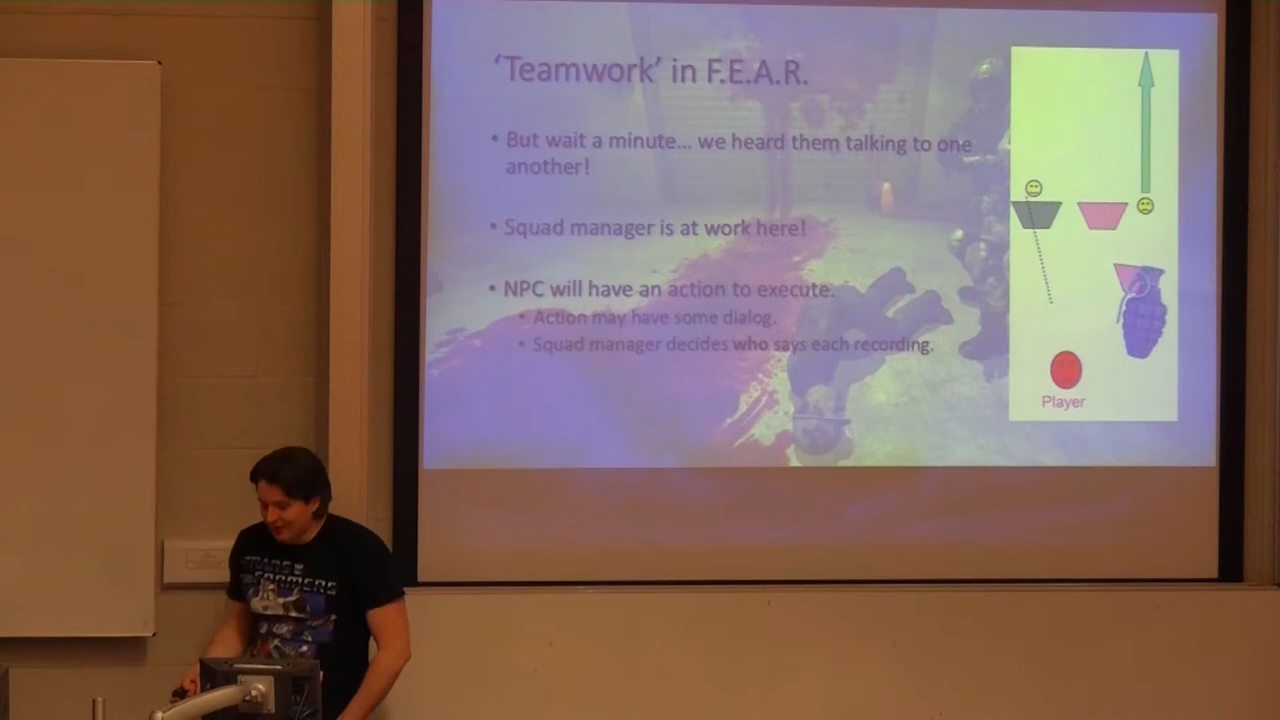 'Teamwork' in F.E.A.R.
• But wait a minute... we heard them talking to one
another!
• Squad manager is at work here!
• NPC will have an action to execute.
• Action may have some dialog.
• Squad manager decides who says each recording.
Player
TRANSFORMERS